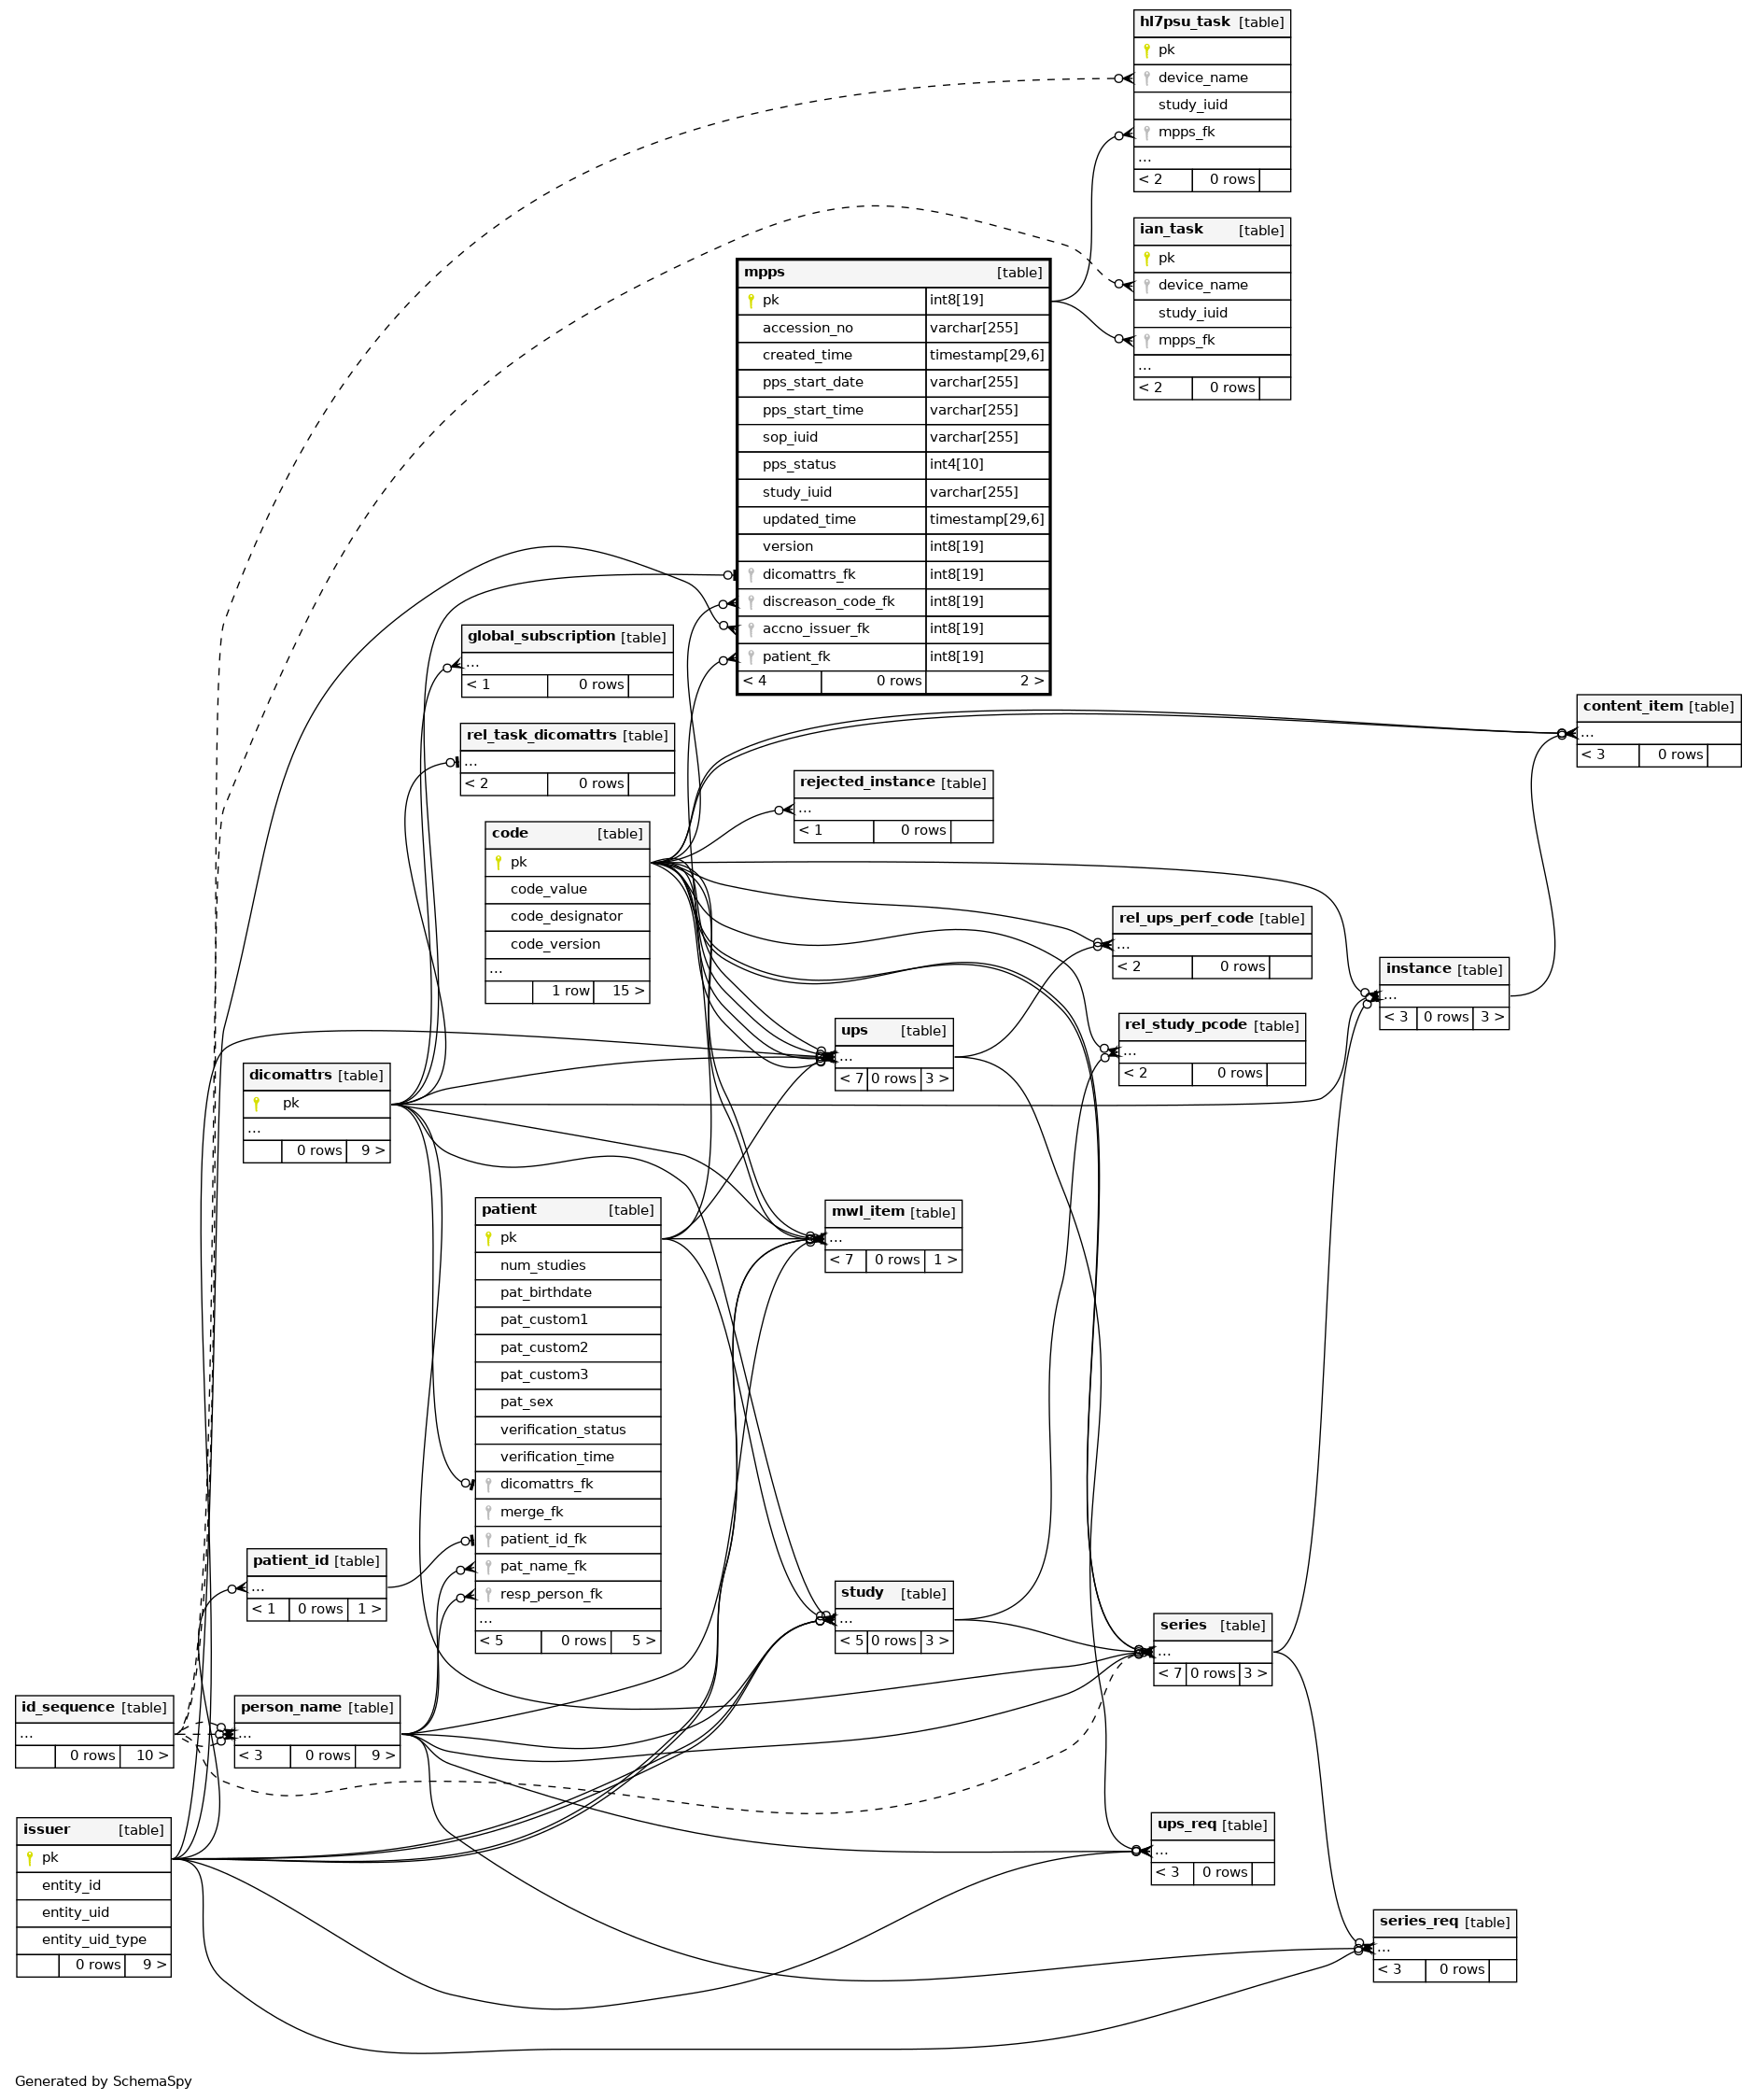 hl7psu_task [table]
pk
device_name
study_iuid
mpps_fk
...
< 2 0 rows
ian_task [table]
pk
device_name
study_iuid
mpps_fk
...
< 2 0 rows
mpps [table]
pk int8[19]
accession_no varchar[255]
created_time timestamp[29,6]
pps_start_date varchar[255]
pps_start_time varchar[255]
sop_iuid varchar[255]
pps_status int4[10]
study_iuid varchar[255]
updated_time timestamp[29,6]
version int8[19]
dicomattrs_fk int8[19]
discreason_code_fk int8[19]
accno_issuer_fk int8[19]
patient_fk int8[19]
< 4 0 rows 2 >
global_subscription [table]
...
< 1 0 rows
rel_task_dicomattrs [table]
...
< 2 0 rows
content_item [table]
...
< 3 0 rows
rejected_instance [table]
...
< 1 0 rows
code [table]
pk
code_value
code_designator
code_version
...
1 row 15 >
rel_ups_perf_code [table]
...
< 2 0 rows
instance [table]
...
< 3 0 rows 3 >
rel_study_pcode [table]
...
< 2 0 rows
ups [table]
...
< 7 0 rows 3 >
dicomattrs [table]
pk
...
0 rows 9 >
patient [table]
pk
num_studies
pat_birthdate
pat_custom1
pat_custom2
pat_custom3
pat_sex
verification_status
verification_time
dicomattrs_fk
merge_fk
patient_id_fk
pat_name_fk
resp_person_fk
...
< 5 0 rows 5 >
mwl_item [table]
...
< 7 0 rows 1 >
patient_id [table]
...
< 1 0 rows 1 >
study [table]
...
< 5 0 rows 3 >
series [table]
...
< 7 0 rows 3 >
id_sequence [table]
...
0 rows 10 >
person_name [table]
...
< 3 0 rows 9 >
issuer [table]
pk
entity_id
entity_uid
entity_uid_type
0 rows 9 >
ups_req [table]
...
< 3 0 rows
series_req [table]
...
< 3 0 rows
Generated by SchemaSpy